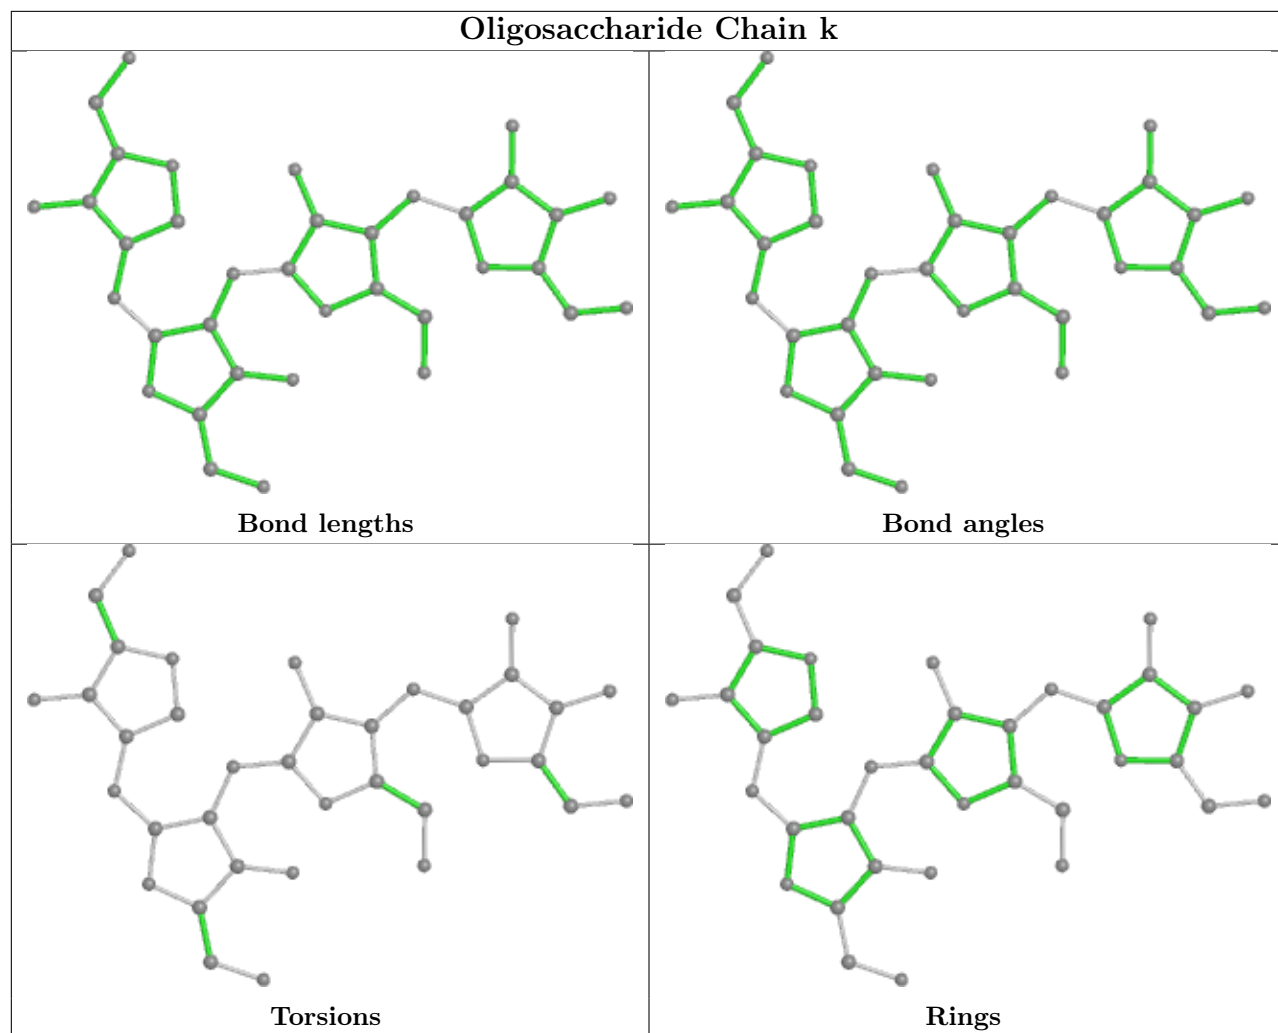 Oligosaccharide Chain k
Bond lengths
Bond angles
Torsions
Rings